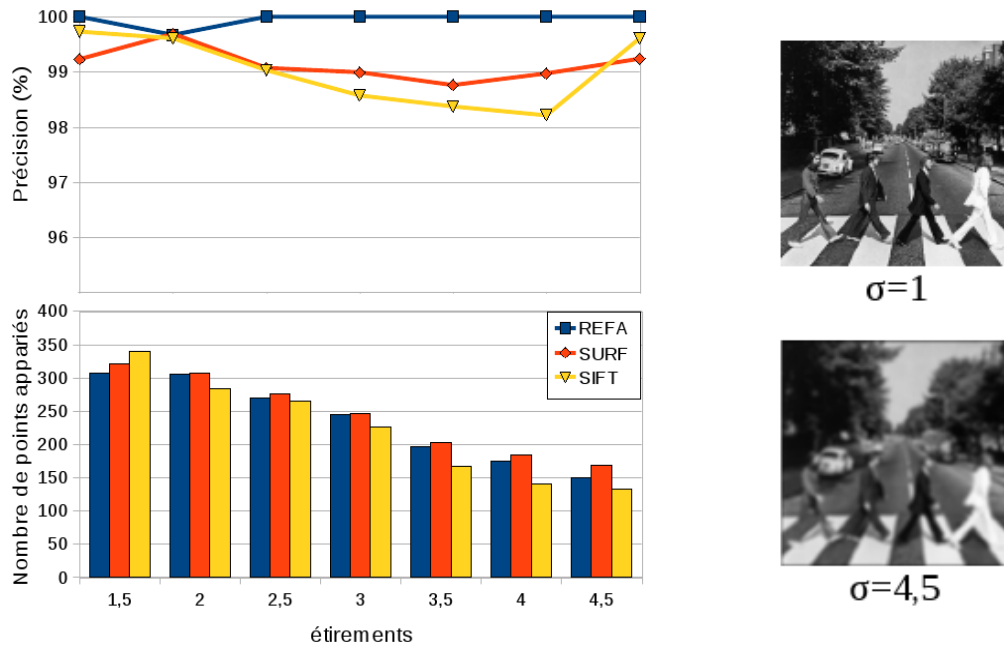 Précision (%)
100
99
98
97
96
Nombre de points appariés
400
350
300
250
200
150
100
50
0
REFA
SURF
SIFT
1,5 2 2,5 3 3,5 4 4,5
étirements
σ=1
σ=4,5